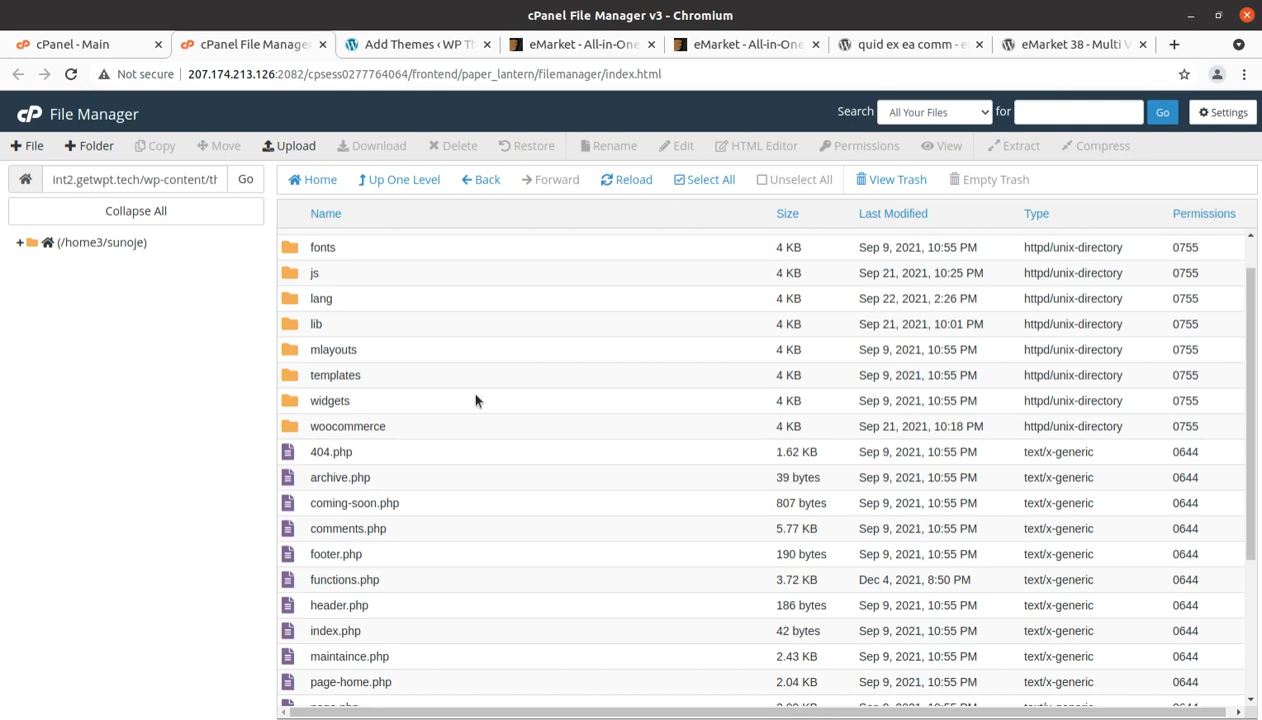 cPanel File Manager v3 - Chromium
cPanel - Main
cPanel File Manager
Add Themes ‹ WP Th
eMarket - All-in-One
eMarket - All-in-One
quid ex ea comm - e
eMarket 38 - Multi V
Not secure
207.174.213.126:2082/cpsess0277764064/frontend/paper_lantern/filemanager/index.html
cP File Manager
Search All Your Files for Go Settings
File Folder Copy Move Upload Download Delete Restore Rename Edit HTML Editor Permissions View Extract Compress
int2.getwpt.tech/wp-content/th Go
Home Up One Level Back Forward Reload Select All Unselect All View Trash Empty Trash
Collapse All
(/home3/sunoje)
Name Size Last Modified Type Permissions
fonts 4 KB Sep 9, 2021, 10:55 PM httpd/unix-directory 0755
js 4 KB Sep 21, 2021, 10:25 PM httpd/unix-directory 0755
lang 4 KB Sep 22, 2021, 2:26 PM httpd/unix-directory 0755
lib 4 KB Sep 21, 2021, 10:01 PM httpd/unix-directory 0755
mlayouts 4 KB Sep 9, 2021, 10:55 PM httpd/unix-directory 0755
templates 4 KB Sep 9, 2021, 10:55 PM httpd/unix-directory 0755
widgets 4 KB Sep 9, 2021, 10:55 PM httpd/unix-directory 0755
woocommerce 4 KB Sep 21, 2021, 10:18 PM httpd/unix-directory 0755
404.php 1.62 KB Sep 9, 2021, 10:55 PM text/x-generic 0644
archive.php 39 bytes Sep 9, 2021, 10:55 PM text/x-generic 0644
coming-soon.php 807 bytes Sep 9, 2021, 10:55 PM text/x-generic 0644
comments.php 5.77 KB Sep 9, 2021, 10:55 PM text/x-generic 0644
footer.php 190 bytes Sep 9, 2021, 10:55 PM text/x-generic 0644
functions.php 3.72 KB Dec 4, 2021, 8:50 PM text/x-generic 0644
header.php 186 bytes Sep 9, 2021, 10:55 PM text/x-generic 0644
index.php 42 bytes Sep 9, 2021, 10:55 PM text/x-generic 0644
maintaince.php 2.43 KB Sep 9, 2021, 10:55 PM text/x-generic 0644
page-home.php 2.04 KB Sep 9, 2021, 10:55 PM text/x-generic 0644